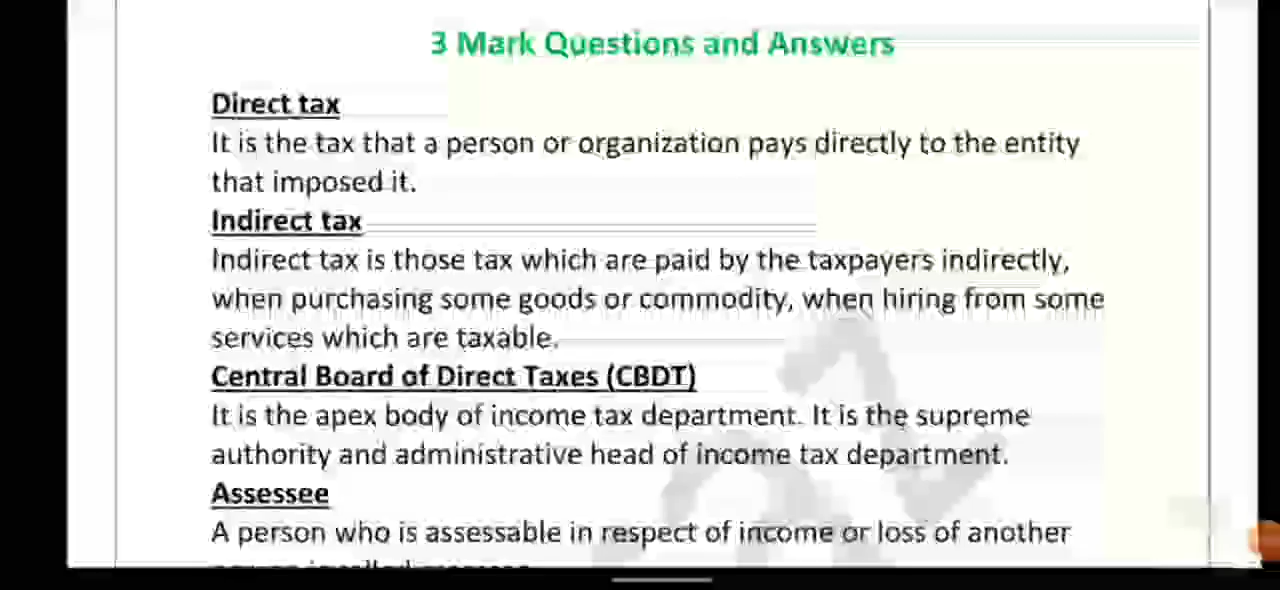 3 Mark Questions and Answers
Direct tax
It is the tax that a person or organization pays directly to the entity
that imposed it.
Indirect tax
Indirect tax is those tax which are paid by the taxpayers indirectly,
when purchasing some goods or commodity, when hiring from some
services which are taxable.
Central Board of Direct Taxes (CBDT)
It is the apex body of income tax department. It is the supreme
authority and administrative head of income tax department.
Assessee
A person who is assessable in respect of income or loss of another